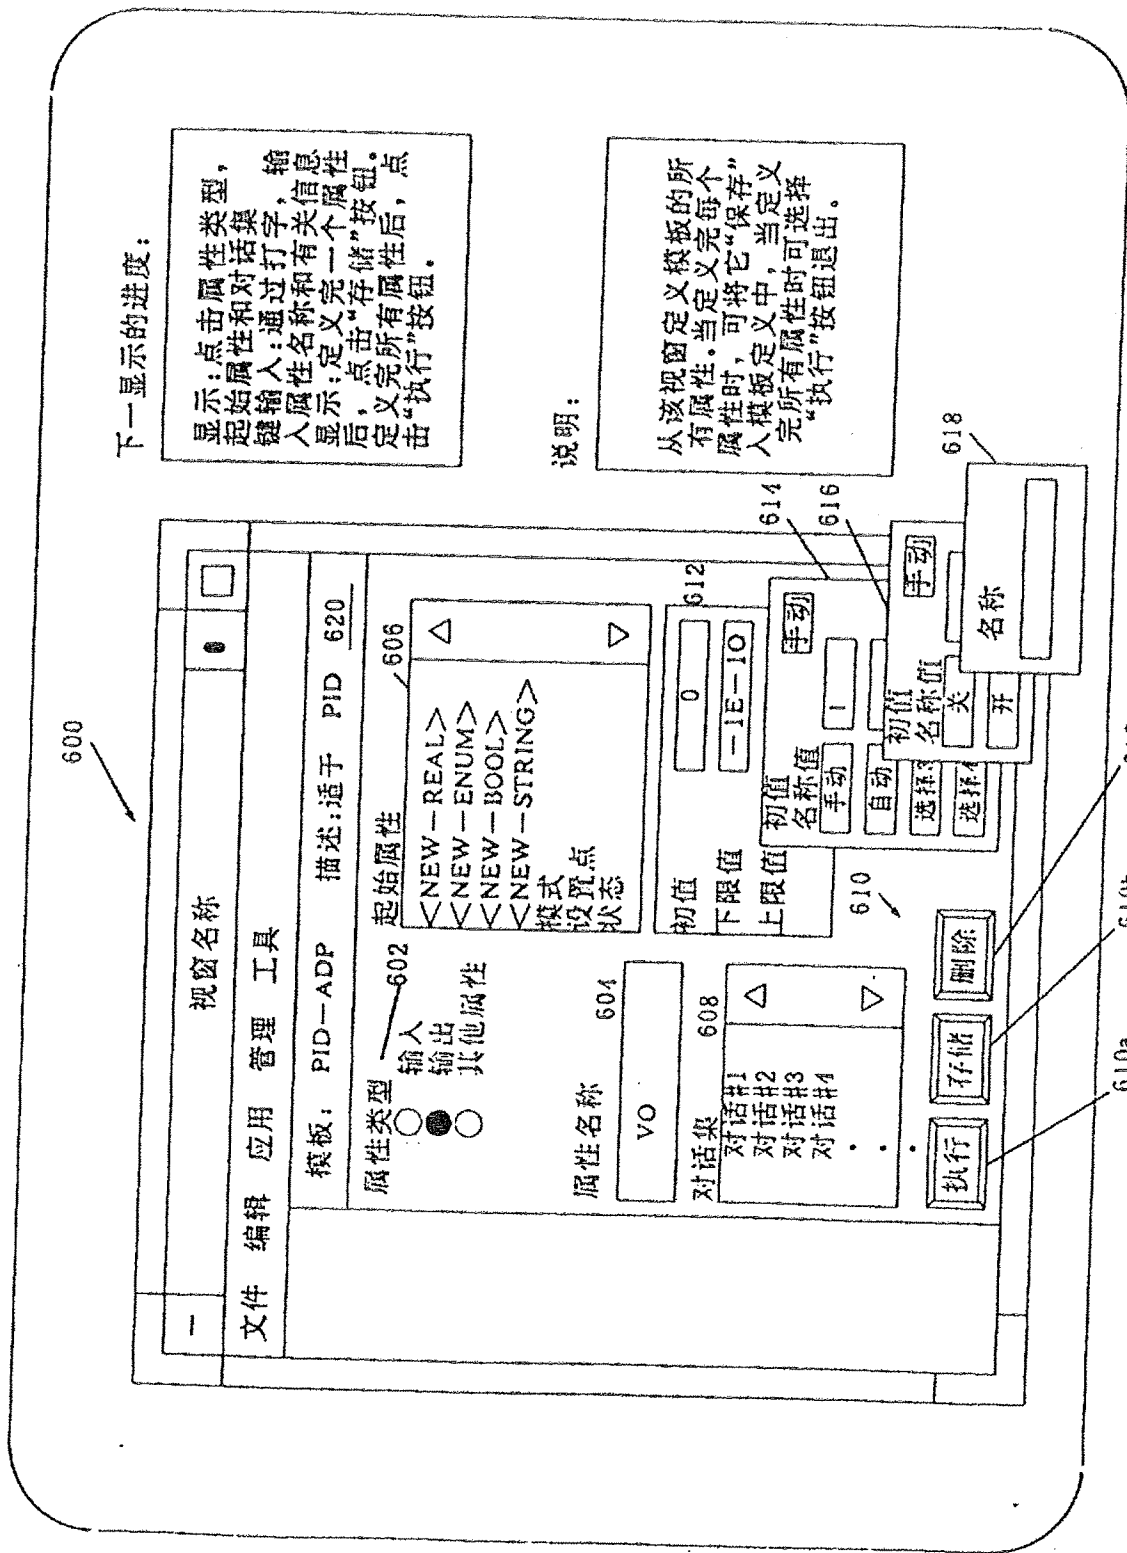 600
视窗名称
文件 编辑 应用 管理 工具
模板: PID-ADP 描述:适于 PID 620
属性类型
602
输入
输出
其他属性
起始属性
606
<NEW-REAL>
<NEW-ENUM>
<NEW-BOOL>
<NEW-STRING>
模式
设置点
状态
属性名称
604
VO
对话集
608
对话#1
对话#2
对话#3
对话#4
初值
0
612
下限值
-1E-10
上限值
610
初值
名称值
手动
614
手动
1
自动
选择3
选择4
616
初值
名称值
手动
关
开
618
名称
执行
存储
删除
610a
下一显示的进度:
显示:点击属性类型,
起始属性和对话集
键输入:通过打字,输
入属性名称和有关信息
显示:定义完一个属性
后,点击“存储”按钮。
定义完所有属性后,点
击“执行”按钮。
说明:
从该视窗定义模板的所
有属性.当定义完每个
属性时,可将它“保存”
入模板定义中,当定义
完所有属性时可选择
“执行”按钮退出。